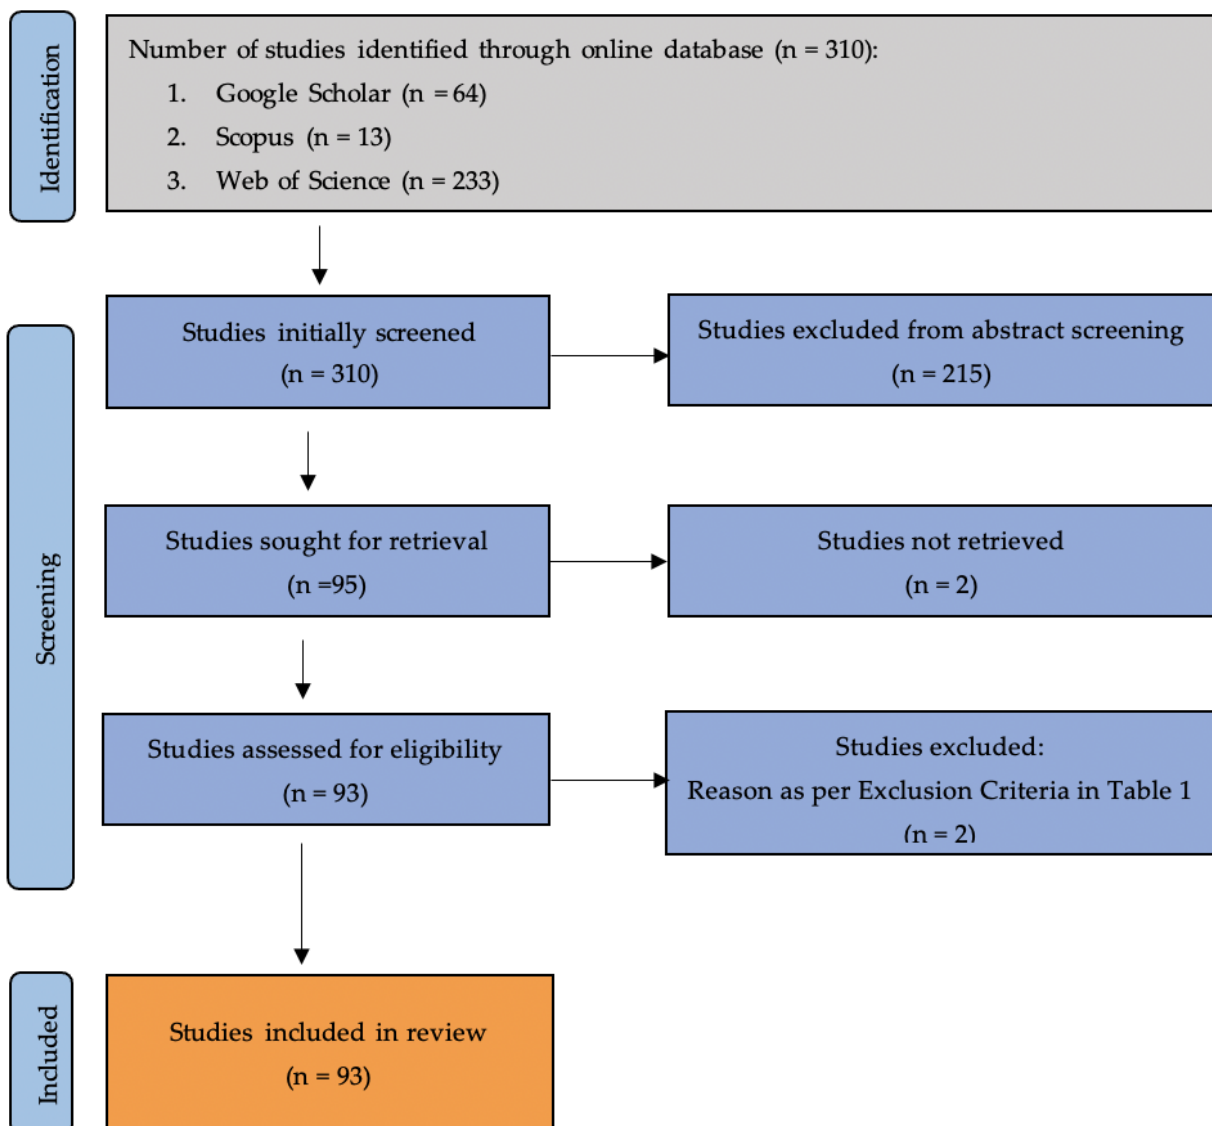 Identification
Number of studies identified through online database (n = 310):
1. Google Scholar (n = 64)
2. Scopus (n = 13)
3. Web of Science (n = 233)
Screening
Studies initially screened
(n = 310)
Studies excluded from abstract screening
(n = 215)
Studies sought for retrieval
(n =95)
Studies not retrieved
(n = 2)
Studies assessed for eligibility
(n = 93)
Studies excluded:
Reason as per Exclusion Criteria in Table 1
(n = 2)
Included
Studies included in review
(n = 93)